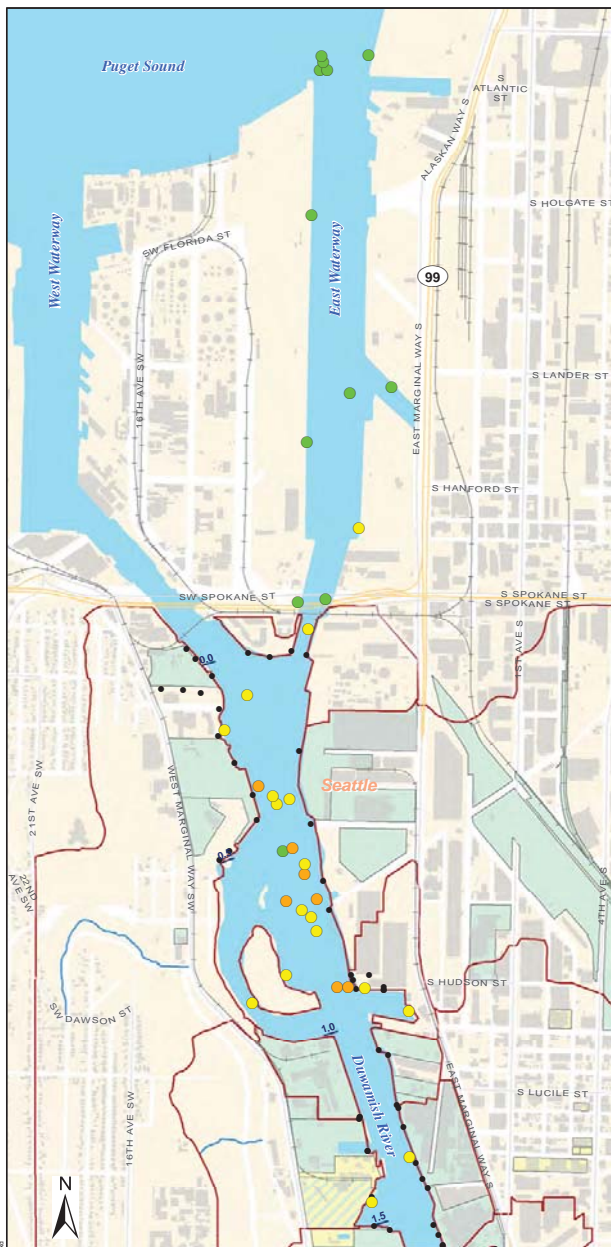 Puget Sound
S
ATLANTIC
ST
ALASKAN WAY S
S HOLGATE ST
West Waterway
SW FLORIDA ST
East Waterway
99
16TH AVE SW
EAST MARGINAL WAY S
S LANDER ST
S HANFORD ST
SW SPOKANE ST
S SPOKANE ST
S SPOKANE ST
0.0
1ST AVE S
Seattle
21ST AVE SW
WEST MARGINAL WAY SW
22ND
AVE SW
4TH AVE S
S HUDSON ST
SW DAWSON ST
1.0
Duwamish River
16TH AVE SW
EAST MARGINAL WAY S
S LUCILE ST
N
1.5